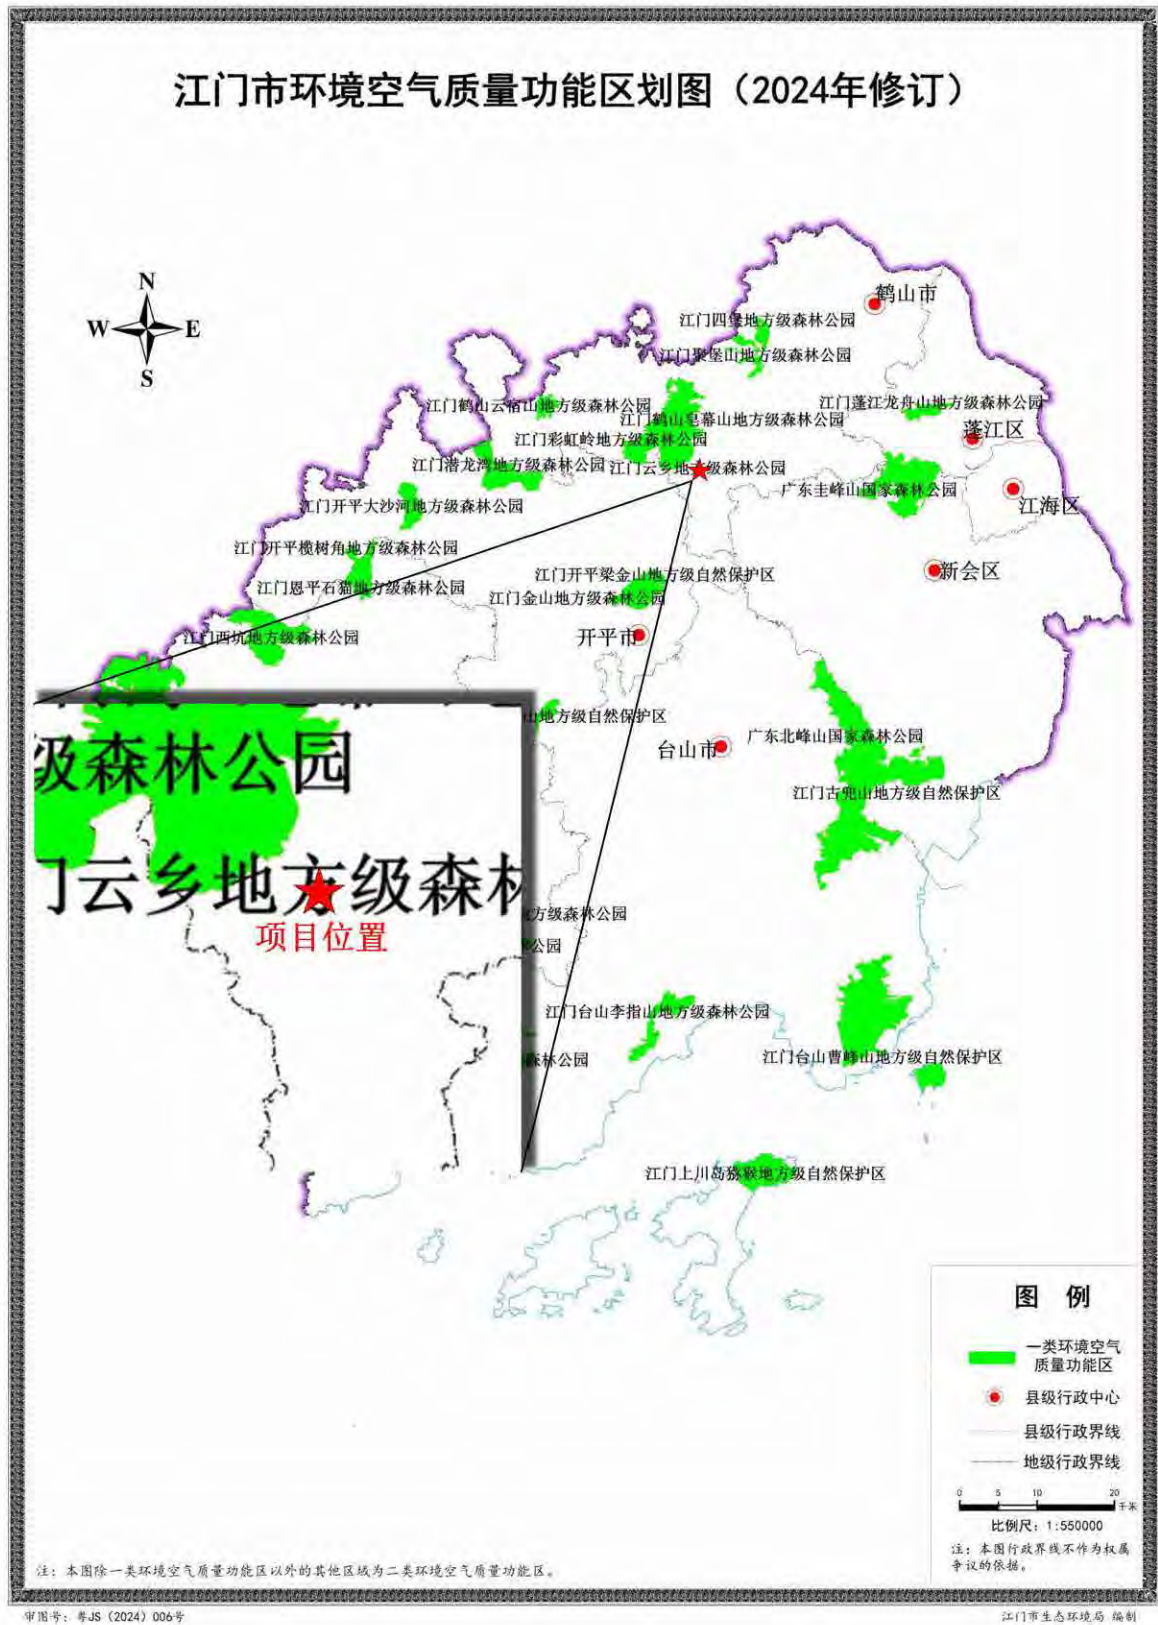 江门市环境空气质量功能区划图（2024年修订）
N
W
E
S
鹤山市
江门四堡地方级森林公园
江门聚堡山地方级森林公园
江门鹤山云宿山地方级森林公园
江门蓬江龙舟山地方级森林公园
江门鹤山皂幕山地方级森林公园
蓬江区
江门彩虹岭地方级森林公园
江门潜龙湾地方级森林公园
江门云乡地方级森林公园
广东圭峰山国家森林公园
江海区
江门开平大沙河地方级森林公园
江门开平榄树角地方级森林公园
新会区
江门开平梁金山地方级自然保护区
江门恩平石猫地方级森林公园
江门金山地方级森林公园
开平市
江门西坑地方级森林公园
山地方级自然保护区
广东北峰山国家森林公园
台山市
级森林公园
江门古兜山地方级自然保护区
门云乡地方级森林
方级森林公园
项目位置
公园
江门台山李指山地方级森林公园
江门台山曹峰山地方级自然保护区
森林公园
江门上川岛猕猴地方级自然保护区
图 例
一类环境空气
质量功能区
县级行政中心
县级行政界线
地级行政界线
0 5 10 20
千米
比例尺：1:550000
注：本图行政界线不作为权属
争议的依据。
注：本图除一类环境空气质量功能区以外的其他区域为二类环境空气质量功能区。
审图号：粤JS（2024）006号
江门市生态环境局 编制